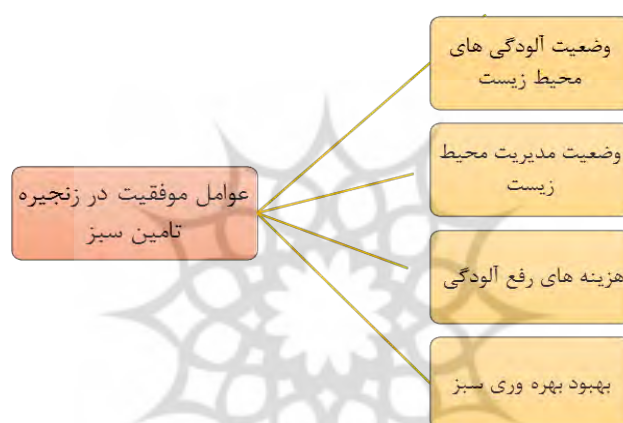 وضعیت آلودگی های
محیط زیست
وضعیت مدیریت محیط
زیست
عوامل موفقیت در زنجیره
تامین سبز
هزینه های رفع آلودگی
بهبود بهره وری سبز